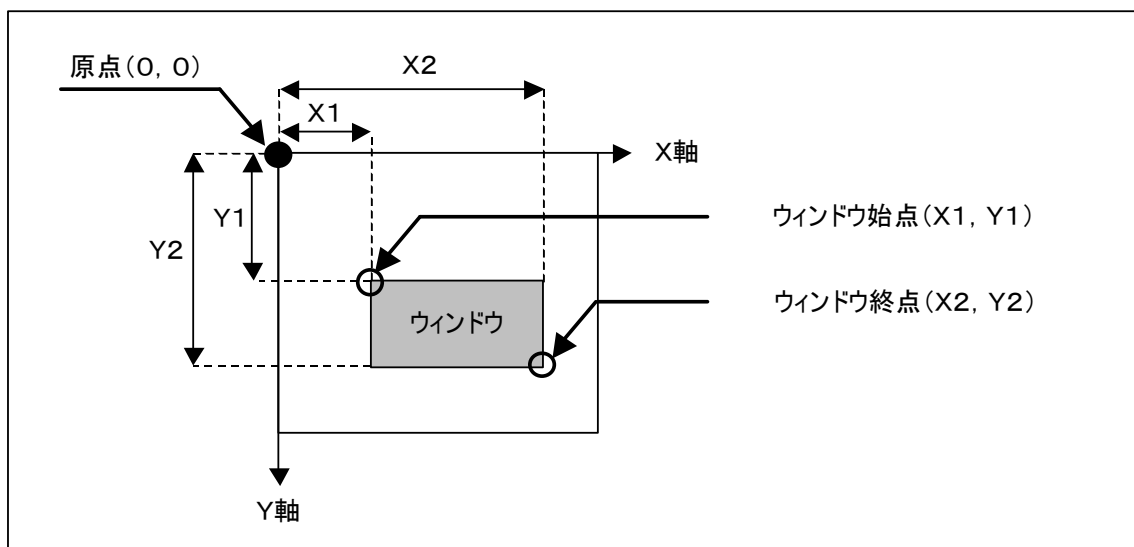 原点(0, 0)
X2
X1
X軸
Y1
Y2
ウィンドウ始点(X1, Y1)
ウィンドウ終点(X2, Y2)
ウィンドウ
Y軸